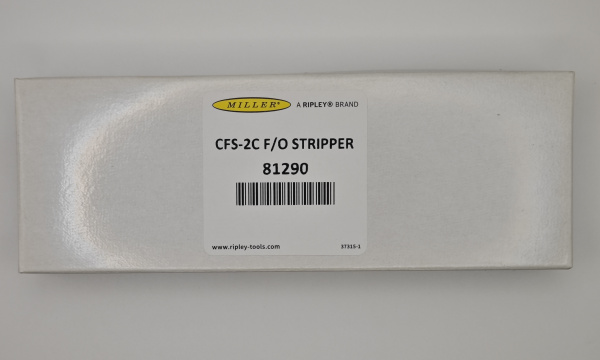 MILLER® A RIPLEY® BRAND
CFS-2C F/O STRIPPER
81290
www.ripley-tools.com 37315-1